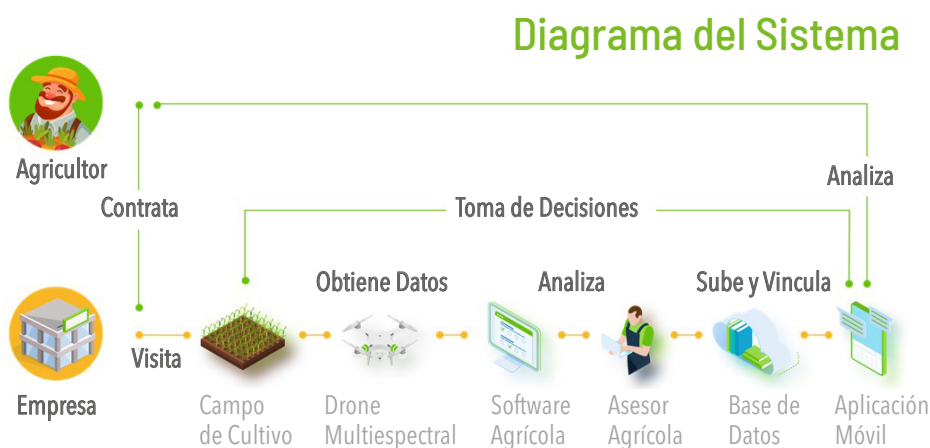 Diagrama del Sistema
Agricultor
Analiza
Contrata
Toma de Decisiones
Obtiene Datos
Analiza
Sube y Vincula
Visita
Empresa
Campo
de Cultivo
Drone
Multiespectral
Software
Agrícola
Asesor
Agrícola
Base de
Datos
Aplicación
Móvil